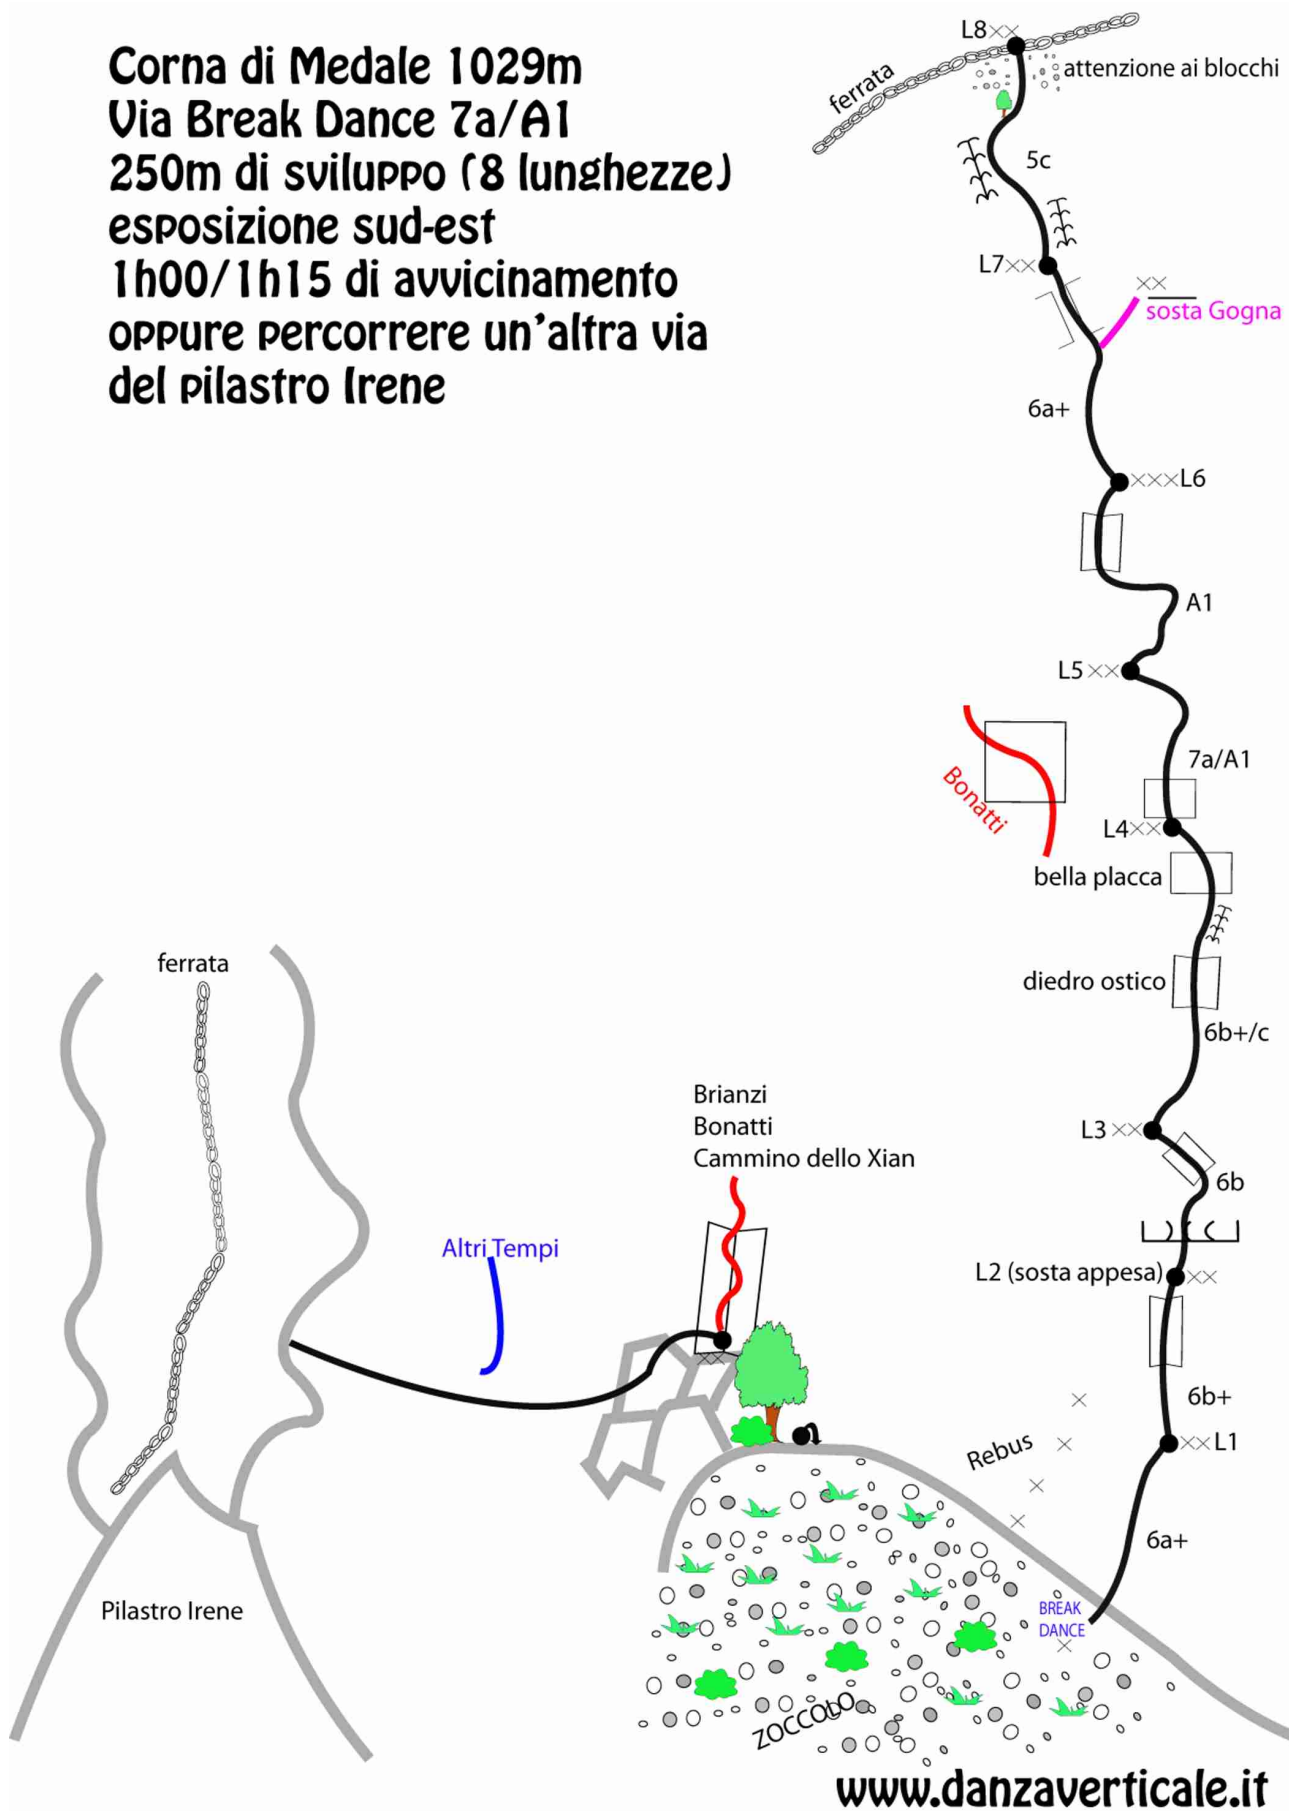 Corna di Medale 1029m
Via Break Dance 7a/A1
250m di sviluppo (8 lunghezze)
esposizione sud-est
1h00/1h15 di avvicinamento
oppure percorrere un'altra via
del pilastro Irene
L8
ferrata
attenzione ai blocchi
5c
L7
sosta Gogna
6a+
L6
A1
L5
7a/A1
Bonatti
L4
bella placca
diedro ostico
6b+/c
L3
6b
L2 (sosta appesa)
6b+
L1
Rebus
6a+
BREAK
DANCE
ferrata
Altri Tempi
Brianzi
Bonatti
Cammino dello Xian
Pilastro Irene
ZOCCOLO
www.danzaverticale.it